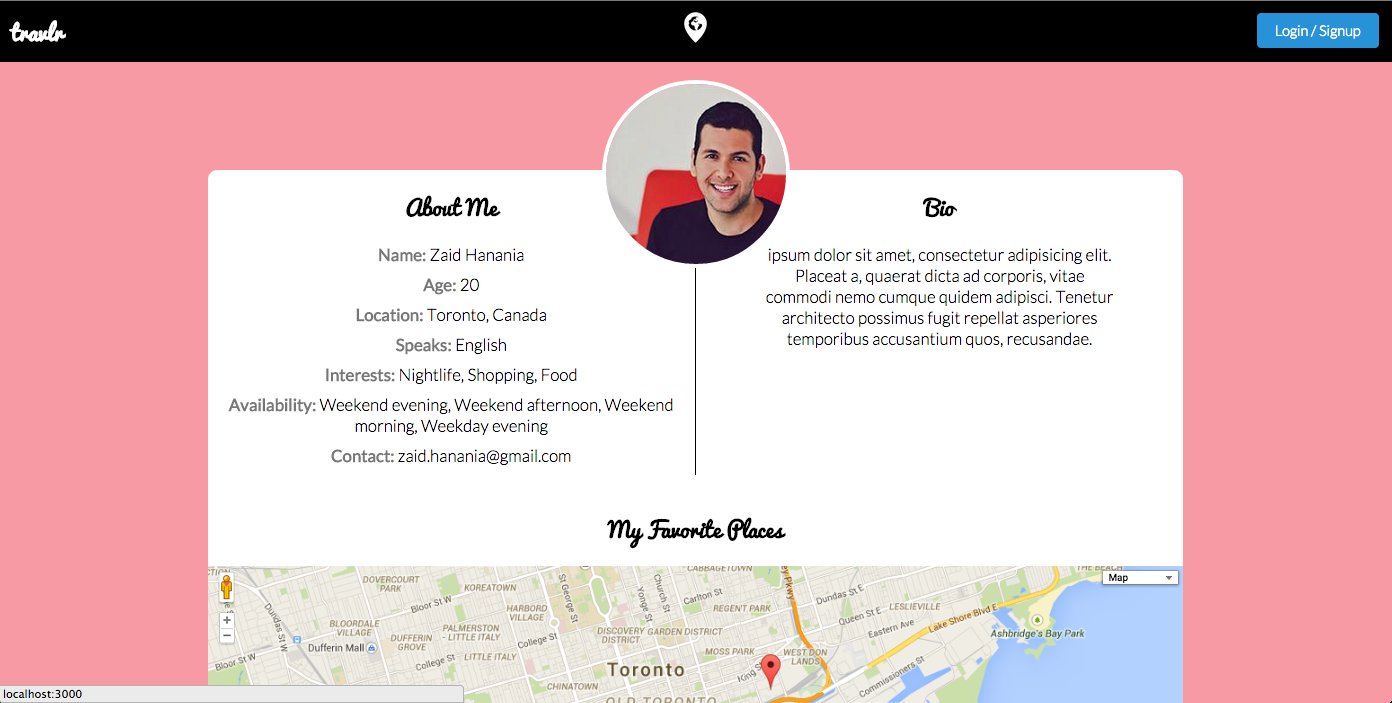 travlr
Login / Signup
About Me
Name: Zaid Hanania
Age: 20
Location: Toronto, Canada
Speaks: English
Interests: Nightlife, Shopping, Food
Availability: Weekend evening, Weekend afternoon, Weekend
morning, Weekday evening
Contact: zaid.hanania@gmail.com
Bio
ipsum dolor sit amet, consectetur adipisicing elit.
Placeat a, quaerat dicta ad corporis, vitae
commodi nemo cumque quidem adipisci. Tenetur
architecto possimus fugit repellat asperiores
temporibus accusantium quos, recusandae.
My Favorite Places
CABBAGETOWN
THE BEACH
Map
DOVERCOURT
PARK
KOREATOWN
St George St
Church St
Yonge St
Carlton St
ey Pkwy
Dundas St E
Bloor St W
HARBORD
VILLAGE
REGENT PARK
LESLIEVILLE
Queen St E
Lake Shore Blvd E
Eastern Ave
Dundas St W
BLOORDALE
VILLAGE
PALMERSTON
- LITTLE ITALY
DISCOVERY
DISTRICT
GARDEN DISTRICT
Ashbridge's Bay Park
DUFFERIN
GROVE
College St
Dufferin Mall
MOSS PARK
WEST DON
LANDS
Bloor St W
College St
LITTLE ITALY
Toronto
King St
Commissioners St
CHINATOWN
OLD TORONTO
localhost:3000